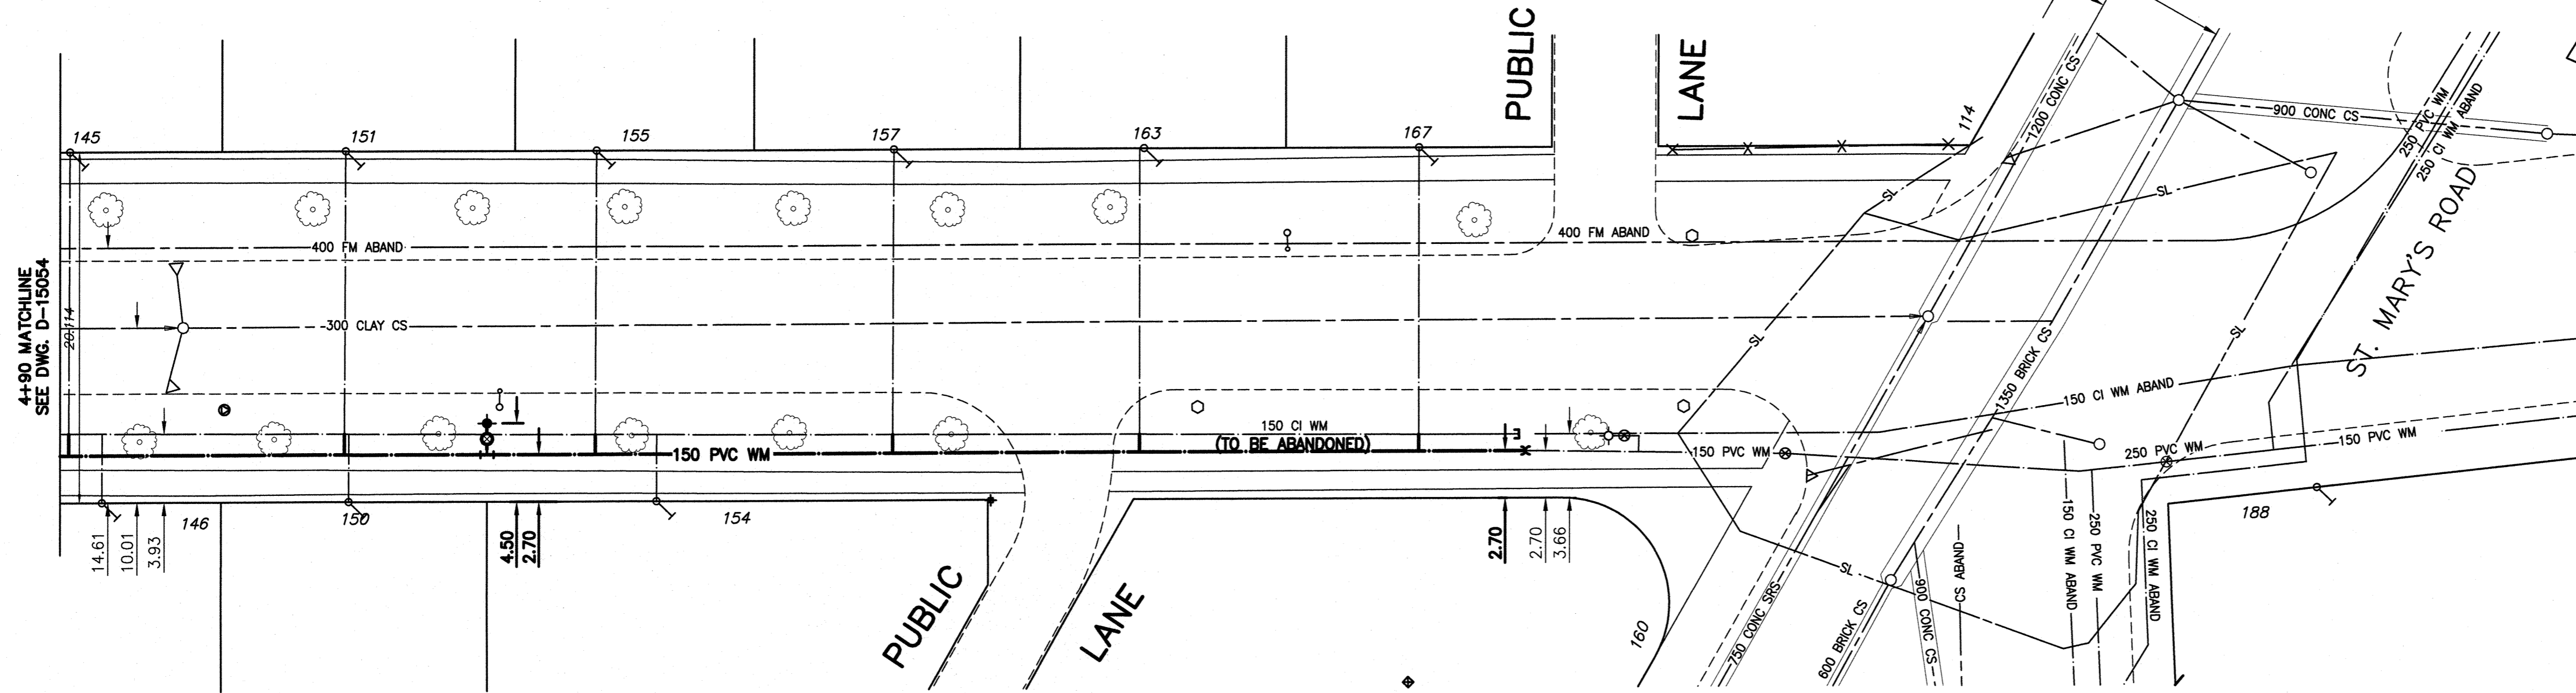 PUBLIC
LANE
145
151
155
157
163
167
114
1200 CONC CS
900 CONC CS
250 PVC WM
250 CI WM ABAND
ST. MARY'S ROAD
SL
SL
400 FM ABAND
400 FM ABAND
4+90 MATCHLINE
SEE DWG. D-15054
20.114
300 CLAY CS
SL
SL
1350 BRICK CS
150 CI WM ABAND
150 CI WM
(TO BE ABANDONED)
150 PVC WM
150 PVC WM
250 PVC WM
150 PVC WM
146
150
154
188
14.61
10.01
3.93
4.50
2.70
2.70
2.70
3.66
PUBLIC
LANE
160
750 CONC SRS
600 BRICK CS
SL
900 CONC CS
CS ABAND
150 CI WM ABAND
250 PVC WM
250 CI WM ABAND